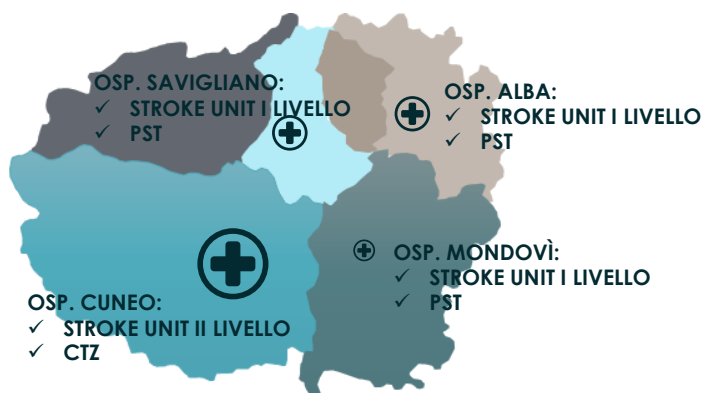 OSP. SAVIGLIANO:
✓ STROKE UNIT I LIVELLO
✓ PST
OSP. ALBA:
✓ STROKE UNIT I LIVELLO
✓ PST
OSP. MONDOVÌ:
✓ STROKE UNIT I LIVELLO
✓ PST
OSP. CUNEO:
✓ STROKE UNIT II LIVELLO
✓ CTZ